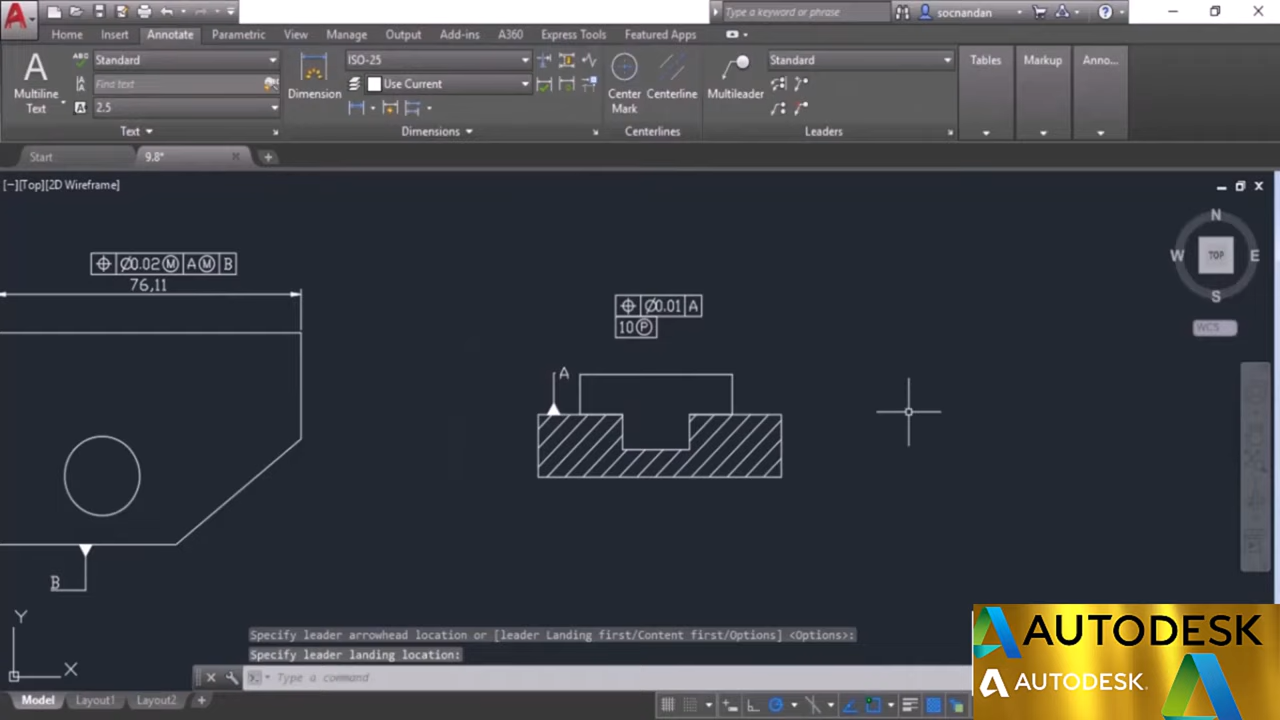 Type a keyword or phrase
socnandan
Home Insert Annotate Parametric View Manage Output Add-ins A360 Express Tools Featured Apps
Multiline Text
Standard
Find text
2.5
Text
Dimension
ISO-25
Use Current
Dimensions
Center Mark
Centerline
Centerlines
Multileader
Standard
Leaders
Tables
Markup
Anno...
Start
9.8*
[−][Top][2D Wireframe]
N
W TOP E
S
WCS
⌖ Ø0.02 Ⓜ A Ⓜ B
76,11
⌖ Ø0.01 A
10 Ⓟ
A
B
Y
X
Specify leader arrowhead location or [leader Landing first/Content first/Options] <Options>:
Specify leader landing location:
Type a command
Model Layout1 Layout2
AUTODESK
AUTODESK.